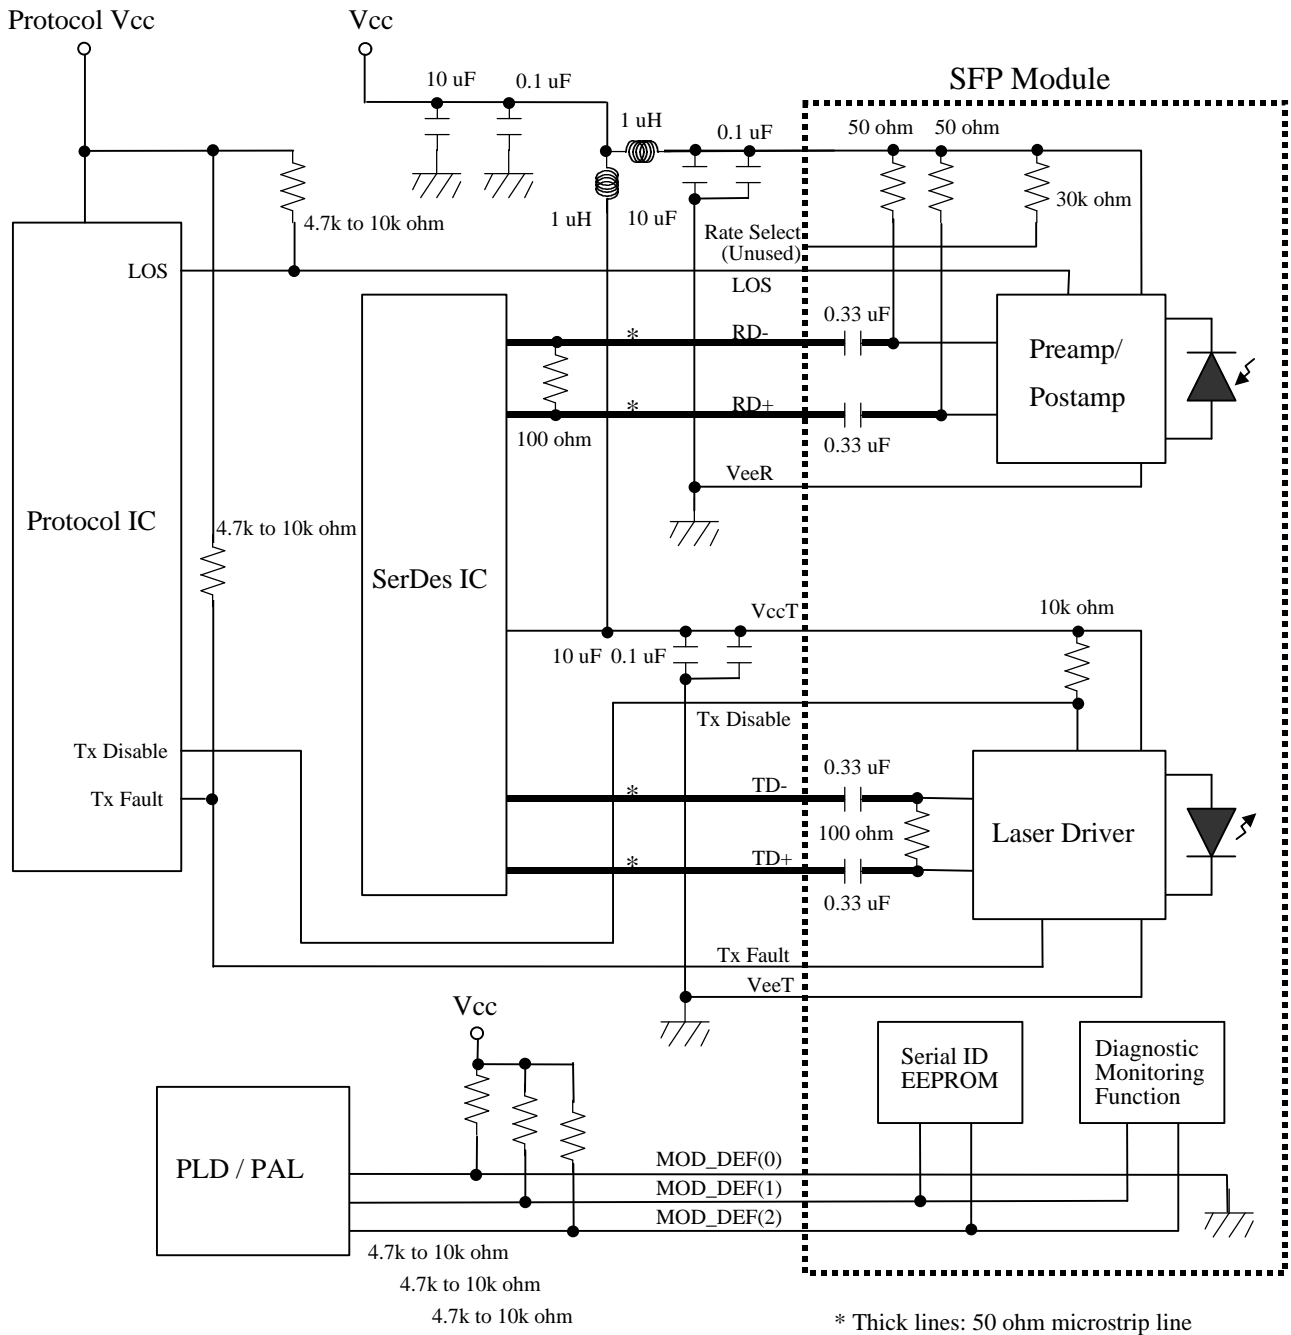 Protocol Vcc
Vcc
10 uF
0.1 uF
SFP Module
1 uH
0.1 uF
50 ohm
50 ohm
4.7k to 10k ohm
1 uH
10 uF
30k ohm
Rate Select
(Unused)
LOS
LOS
0.33 uF
*
RD-
Preamp/
Postamp
*
RD+
100 ohm
0.33 uF
VeeR
Protocol IC
4.7k to 10k ohm
SerDes IC
VccT
10k ohm
10 uF
0.1 uF
Tx Disable
Tx Disable
0.33 uF
*
TD-
Tx Fault
100 ohm
Laser Driver
*
TD+
0.33 uF
Tx Fault
VeeT
Vcc
Serial ID
EEPROM
Diagnostic
Monitoring
Function
PLD / PAL
MOD_DEF(0)
MOD_DEF(1)
MOD_DEF(2)
4.7k to 10k ohm
4.7k to 10k ohm
4.7k to 10k ohm
* Thick lines: 50 ohm microstrip line